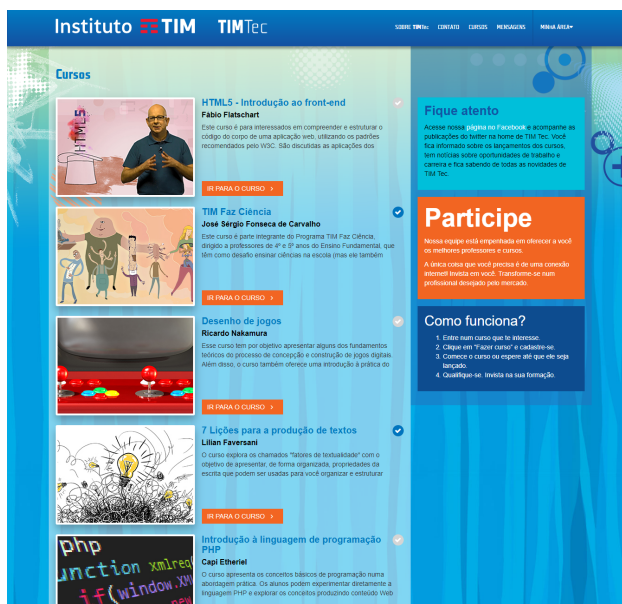 Instituto TIM TIMTec
SOBRE TIMTec CONTATO CURSOS MENSAGENS MINHA ÁREA
Cursos
HTML5
HTML5 - Introdução ao front-end
Fábio Flatschart
Este curso é para interessados em compreender e estruturar o
código do corpo de uma aplicação web, utilizando os padrões
recomendados pelo W3C. São discutidas as aplicações dos
IR PARA O CURSO >
TIM Faz Ciência
José Sérgio Fonseca de Carvalho
Este curso é parte integrante do Programa TIM Faz Ciência,
dirigido a professores de 4º e 5º anos do Ensino Fundamental, que
têm como desafio ensinar ciências na escola (mas ele também
IR PARA O CURSO >
Desenho de jogos
Ricardo Nakamura
Esse curso tem por objetivo apresentar alguns dos fundamentos
teóricos do processo de concepção e construção de jogos digitais
Além disso, o curso também oferece uma introdução à prática do
IR PARA O CURSO >
7 Lições para a produção de textos
Lilian Faversani
O curso explora os chamados "fatores de textualidade" com o
objetivo de apresentar, de forma organizada, propriedades da
escrita que podem ser usadas para você organizar e estruturar
IR PARA O CURSO >
php
unction xmlreq
if(window.XM
new
Introdução à linguagem de programação
PHP
Capi Etheriel
O curso apresenta os conceitos básicos de programação numa
abordagem prática. Os alunos podem experimentar diretamente a
linguagem PHP e explorar os conceitos produzindo conteúdo Web
Fique atento
Acesse nossa página no Facebook e acompanhe as
publicações do twitter na home de TIM Tec. Você
fica informado sobre os lançamentos dos cursos,
tem notícias sobre oportunidades de trabalho e
carreira e fica sabendo de todas as novidades de
TIM Tec.
Participe
Nossa equipe está empenhada em oferecer a você
os melhores professores e cursos.
A única coisa que você precisa é de uma conexão
internet! Invista em você. Transforme-se num
profissional desejado pelo mercado.
Como funciona?
1. Entre num curso que te interesse.
2. Clique em "Fazer curso" e cadastre-se.
3. Comece o curso ou espere até que ele seja
lançado.
4. Qualifique-se. Invista na sua formação.